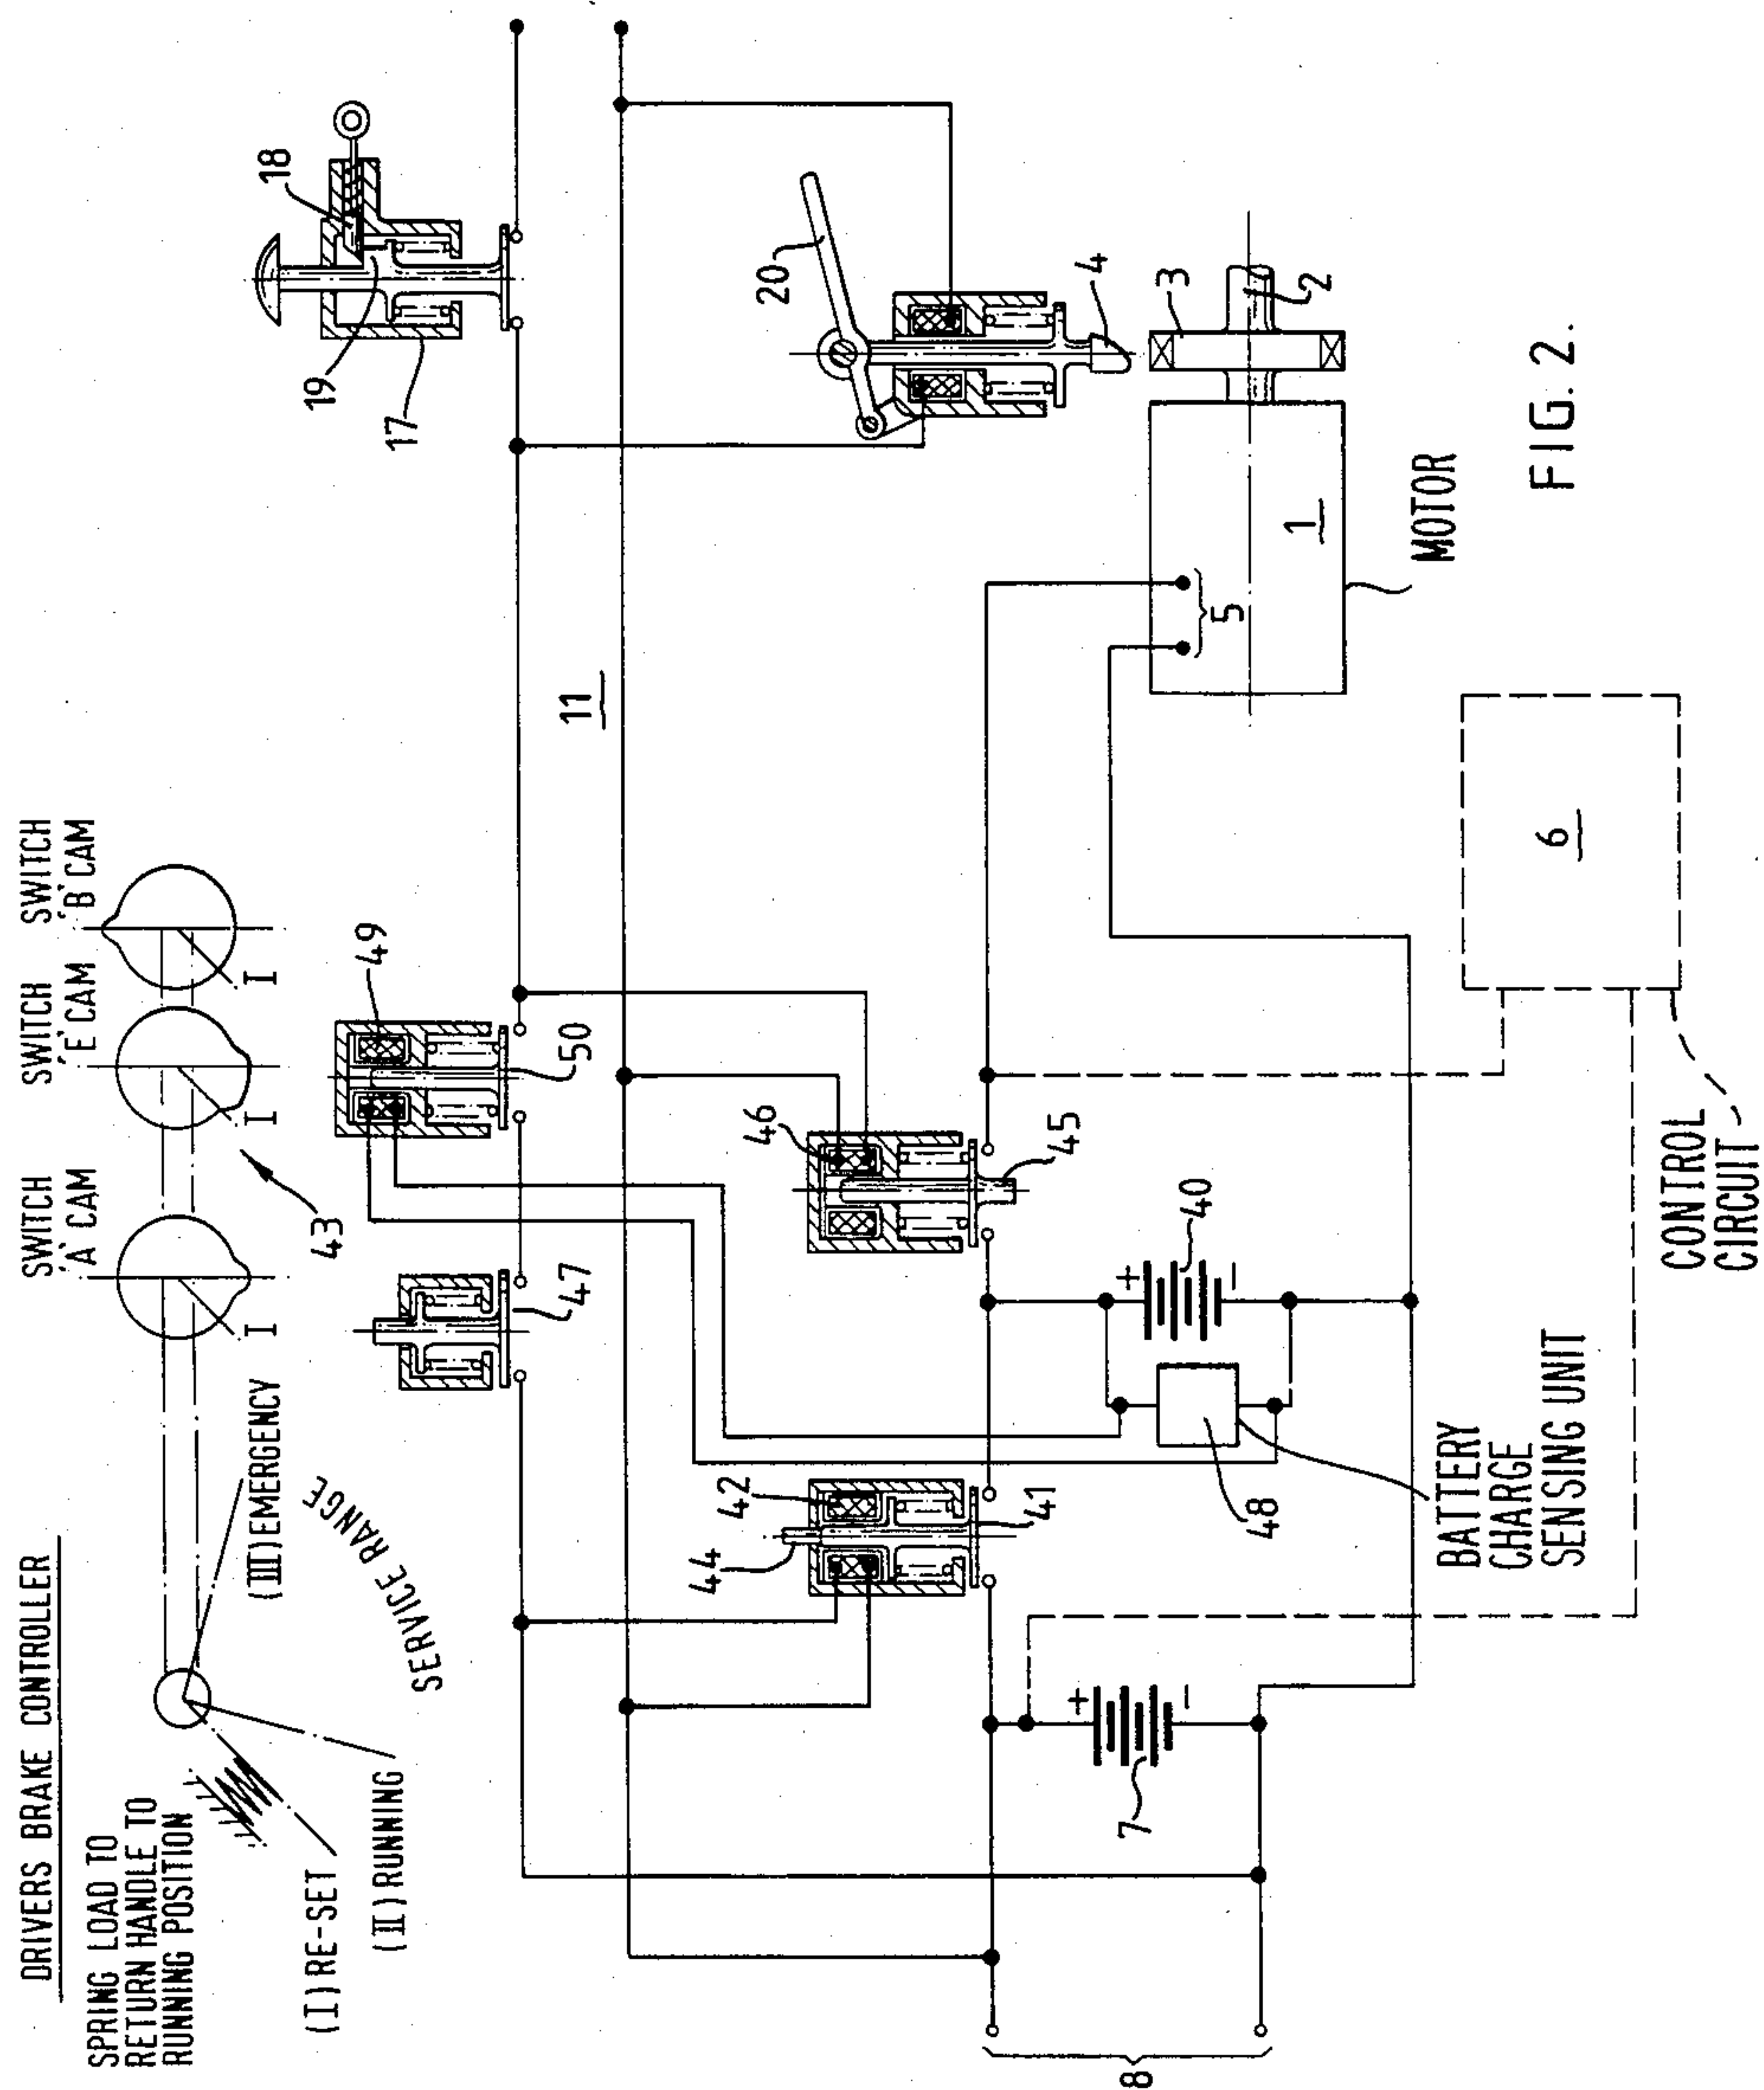 DRIVERS BRAKE CONTROLLER
SPRING LOAD TO
RETURN HANDLE TO
RUNNING POSITION
(I) RE-SET
(II) RUNNING
(III) EMERGENCY
SERVICE RANGE
SWITCH
'A' CAM
SWITCH
'E' CAM
SWITCH
'B' CAM
I
I
I
43
47
49
50
11
17
18
19
20
4
3
2
44
42
41
46
45
40
48
7
8
5
1
6
MOTOR
BATTERY
CHARGE
SENSING UNIT
CONTROL
CIRCUIT
+
−
+
−
FIG. 2.